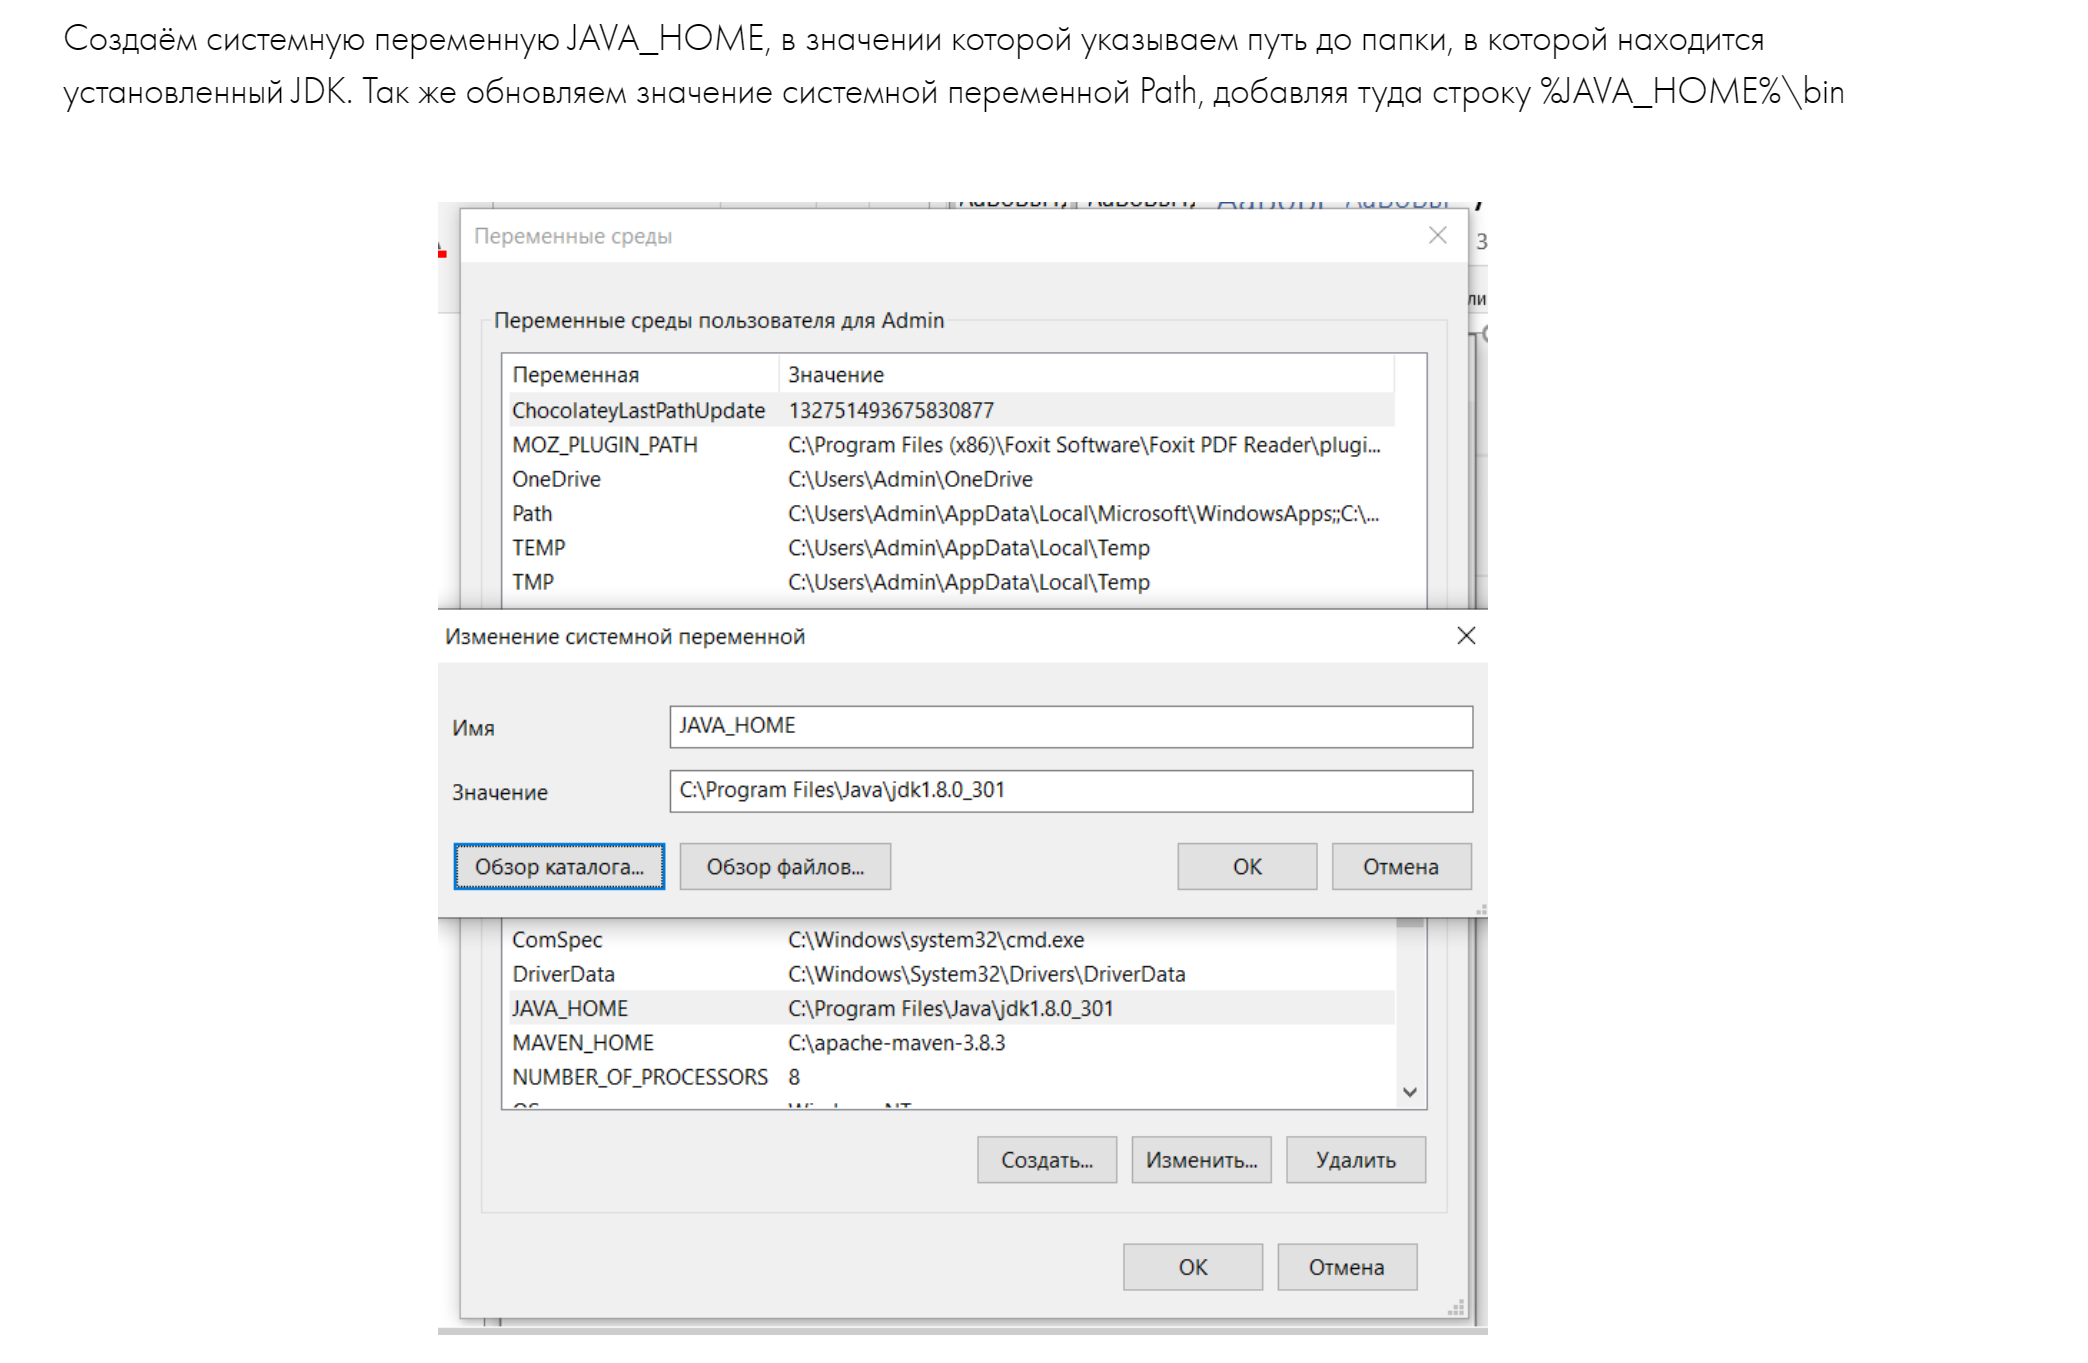 Создаём системную переменную JAVA_HOME, в значении которой указываем путь до папки, в которой находится
установленный JDK. Так же обновляем значение системной переменной Path, добавляя туда строку %JAVA_HOME%\bin
Переменные среды
З
ли
Переменные среды пользователя для Admin
Переменная Значение
ChocolateyLastPathUpdate 132751493675830877
MOZ_PLUGIN_PATH C:\Program Files (x86)\Foxit Software\Foxit PDF Reader\plugi...
OneDrive C:\Users\Admin\OneDrive
Path C:\Users\Admin\AppData\Local\Microsoft\WindowsApps;;C:\...
TEMP C:\Users\Admin\AppData\Local\Temp
TMP C:\Users\Admin\AppData\Local\Temp
Изменение системной переменной
Имя JAVA_HOME
Значение C:\Program Files\Java\jdk1.8.0_301
Обзор каталога... Обзор файлов... ОК Отмена
ComSpec C:\Windows\system32\cmd.exe
DriverData C:\Windows\System32\Drivers\DriverData
JAVA_HOME C:\Program Files\Java\jdk1.8.0_301
MAVEN_HOME C:\apache-maven-3.8.3
NUMBER_OF_PROCESSORS 8
Создать... Изменить... Удалить
ОК Отмена